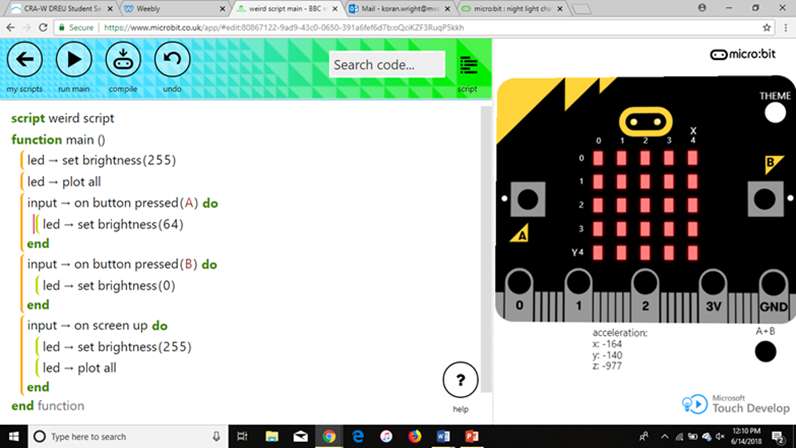 CRA-W DREU Student S
Weebly
weird script main - BBC
Mail - koran.wright@ms
micro:bit | night light cha
Secure
https://www.microbit.co.uk/app/#edit:80867122-9ad9-43c0-0650-391a6fef6d7b:oQciKZF3RuqP5kkh
my scripts
run main
compile
undo
Search code...
script
script weird script
function main ()
led → set brightness(255)
led → plot all
input → on button pressed(A) do
led → set brightness(64)
end
input → on button pressed(B) do
led → set brightness(0)
end
input → on screen up do
led → set brightness(255)
led → plot all
end
end function
?
help
micro:bit
THEME
X
0 1 2 3 4
0
1
2
3
Y4
A
B
0 1 2 3V GND
acceleration:
x: -164
y: -140
z: -977
A+B
Microsoft
Touch Develop
Type here to search
12:10 PM
6/14/2018